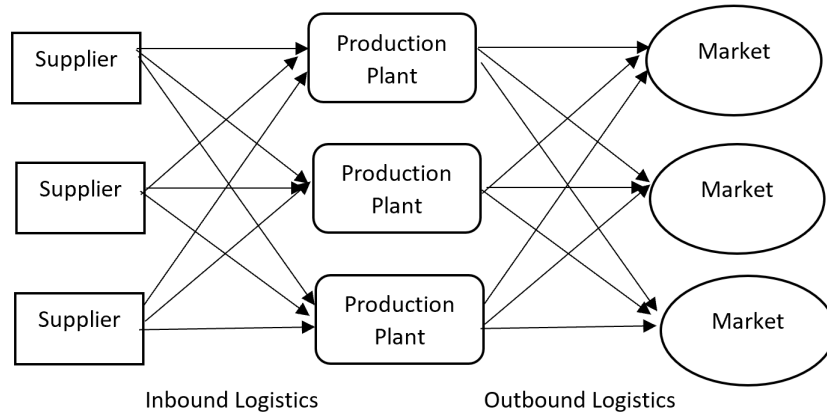 Supplier
Production
Plant
Market
Supplier
Production
Plant
Market
Supplier
Production
Plant
Market
Inbound Logistics
Outbound Logistics